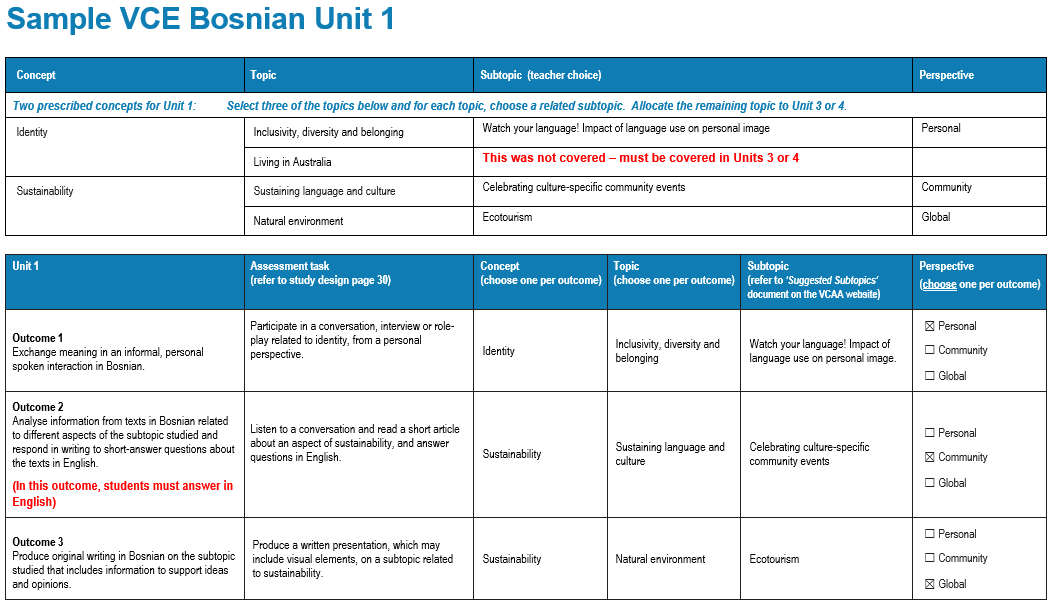 Sample VCE Bosnian Unit 1
Concept Topic Subtopic (teacher choice) Perspective
Two prescribed concepts for Unit 1: Select three of the topics below and for each topic, choose a related subtopic. Allocate the remaining topic to Unit 3 or 4.
Identity Inclusivity, diversity and belonging Watch your language! Impact of language use on personal image Personal
Living in Australia This was not covered – must be covered in Units 3 or 4
Sustainability Sustaining language and culture Celebrating culture-specific community events Community
Natural environment Ecotourism Global
Unit 1
Assessment task
(refer to study design page 30)
Concept
(choose one per outcome)
Topic
(choose one per outcome)
Subtopic
(refer to ‘Suggested Subtopics’
document on the VCAA website)
Perspective
(choose one per outcome)
Outcome 1
Exchange meaning in an informal, personal
spoken interaction in Bosnian.
Participate in a conversation, interview or role-
play related to identity, from a personal
perspective.
Identity
Inclusivity, diversity and
belonging
Watch your language! Impact of
language use on personal image.
☒ Personal
☐ Community
☐ Global
Outcome 2
Analyse information from texts in Bosnian related
to different aspects of the subtopic studied and
respond in writing to short-answer questions about
the texts in English.
(In this outcome, students must answer in
English)
Listen to a conversation and read a short article
about an aspect of sustainability, and answer
questions in English.
Sustainability
Sustaining language and
culture
Celebrating culture-specific
community events
☐ Personal
☒ Community
☐ Global
Outcome 3
Produce original writing in Bosnian on the subtopic
studied that includes information to support ideas
and opinions.
Produce a written presentation, which may
include visual elements, on a subtopic related
to sustainability.
Sustainability
Natural environment
Ecotourism
☐ Personal
☐ Community
☒ Global